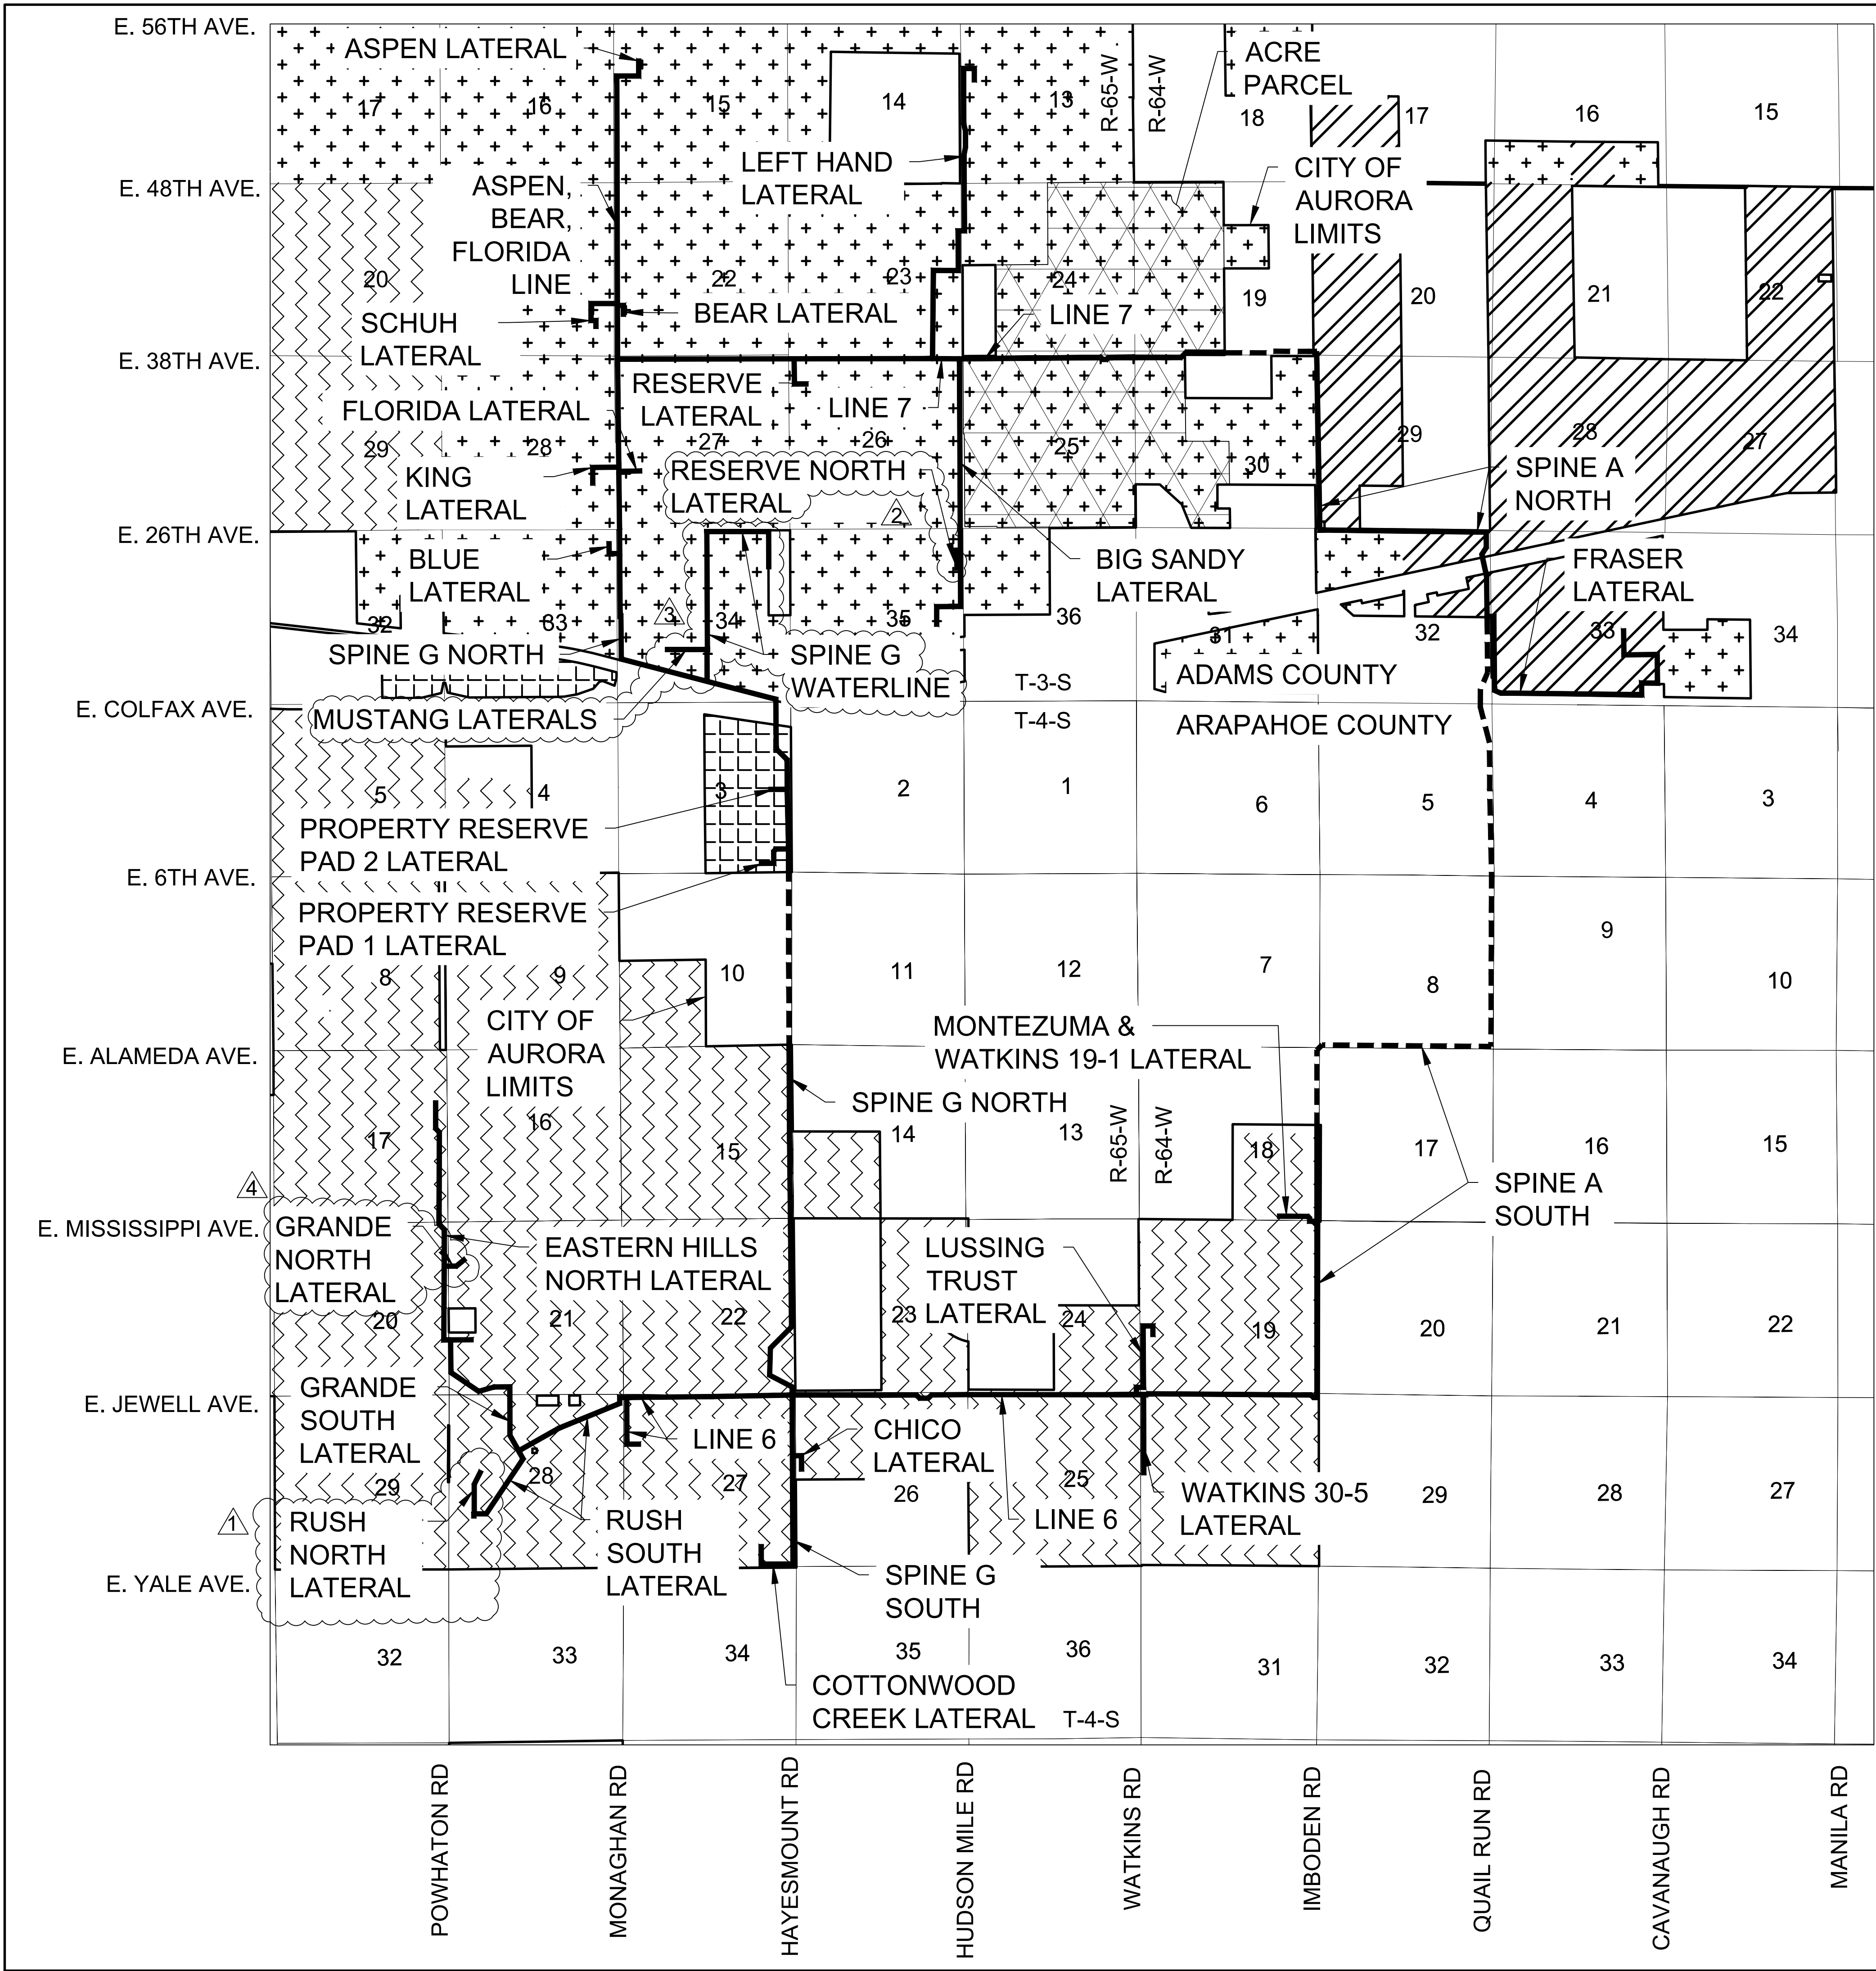 E. 56TH AVE.
ASPEN LATERAL
ACRE
PARCEL
R-65-W
R-64-W
17
16
15
14
13
18
17
16
15
LEFT HAND
LATERAL
CITY OF
AURORA
LIMITS
E. 48TH AVE.
ASPEN,
BEAR,
FLORIDA
LINE
20
22
23
24
19
20
21
22
SCHUH
LATERAL
BEAR LATERAL
LINE 7
E. 38TH AVE.
RESERVE
LATERAL
LINE 7
FLORIDA LATERAL
29
28
27
26
25
30
29
28
27
KING
LATERAL
RESERVE NORTH
LATERAL
2
SPINE A
NORTH
E. 26TH AVE.
BLUE
LATERAL
BIG SANDY
LATERAL
FRASER
LATERAL
32
33
3
34
35
36
31
32
33
34
SPINE G NORTH
SPINE G
WATERLINE
T-3-S
ADAMS COUNTY
E. COLFAX AVE.
MUSTANG LATERALS
T-4-S
ARAPAHOE COUNTY
5
4
3
2
1
6
5
4
3
PROPERTY RESERVE
PAD 2 LATERAL
E. 6TH AVE.
PROPERTY RESERVE
PAD 1 LATERAL
8
9
10
11
12
7
8
9
10
CITY OF
AURORA
LIMITS
MONTEZUMA &
WATKINS 19-1 LATERAL
E. ALAMEDA AVE.
SPINE G NORTH
R-65-W
R-64-W
17
16
15
14
13
18
17
16
15
4
SPINE A
SOUTH
E. MISSISSIPPI AVE.
GRANDE
NORTH
LATERAL
EASTERN HILLS
NORTH LATERAL
LUSSING
TRUST
LATERAL
20
21
22
23
24
19
20
21
22
GRANDE
SOUTH
LATERAL
E. JEWELL AVE.
LINE 6
CHICO
LATERAL
29
28
27
26
25
29
28
27
1
RUSH
NORTH
LATERAL
RUSH
SOUTH
LATERAL
LINE 6
WATKINS 30-5
LATERAL
SPINE G
SOUTH
E. YALE AVE.
32
33
34
35
36
31
32
33
34
COTTONWOOD
CREEK LATERAL
T-4-S
POWHATON RD
MONAGHAN RD
HAYESMOUNT RD
HUDSON MILE RD
WATKINS RD
IMBODEN RD
QUAIL RUN RD
CAVANAUGH RD
MANILA RD